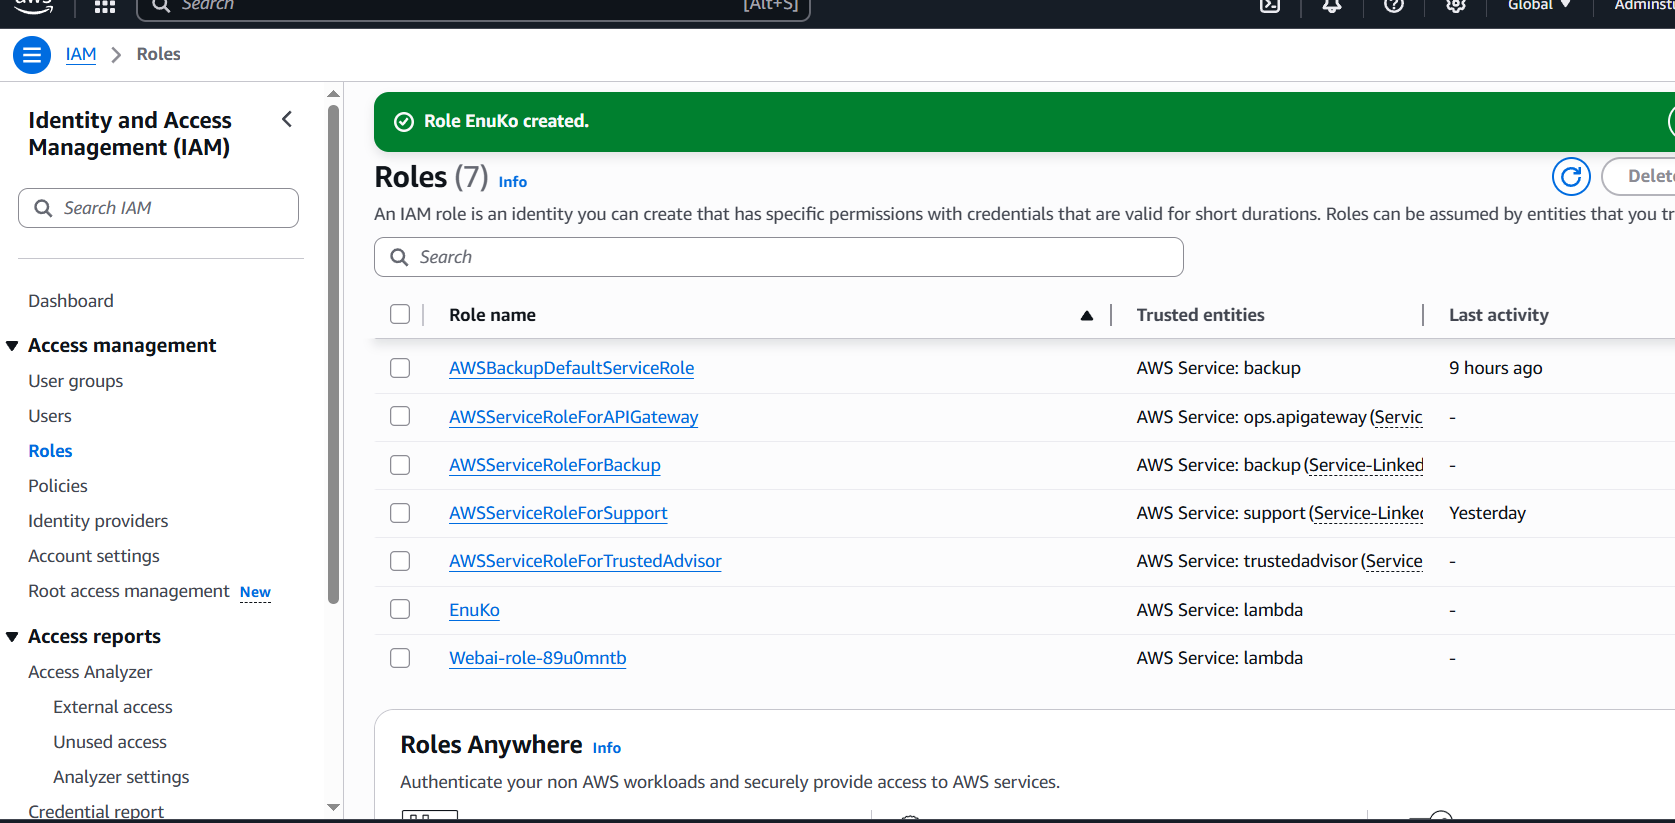 aws
Search
[Alt+S]
Global
IAM
Roles
Identity and Access
Management (IAM)
Search IAM
Dashboard
Access management
User groups
Users
Roles
Policies
Identity providers
Account settings
Root access management New
Access reports
Access Analyzer
External access
Unused access
Analyzer settings
Credential report
Role EnuKo created.
Roles (7) Info
An IAM role is an identity you can create that has specific permissions with credentials that are valid for short durations. Roles can be assumed by entities that you
Search
Role name Trusted entities Last activity
AWSBackupDefaultServiceRole AWS Service: backup 9 hours ago
AWSServiceRoleForAPIGateway AWS Service: ops.apigateway (Servic -
AWSServiceRoleForBackup AWS Service: backup (Service-Linked -
AWSServiceRoleForSupport AWS Service: support (Service-Linked Yesterday
AWSServiceRoleForTrustedAdvisor AWS Service: trustedadvisor (Service -
EnuKo AWS Service: lambda -
Webai-role-89u0mntb AWS Service: lambda -
Roles Anywhere Info
Authenticate your non AWS workloads and securely provide access to AWS services.